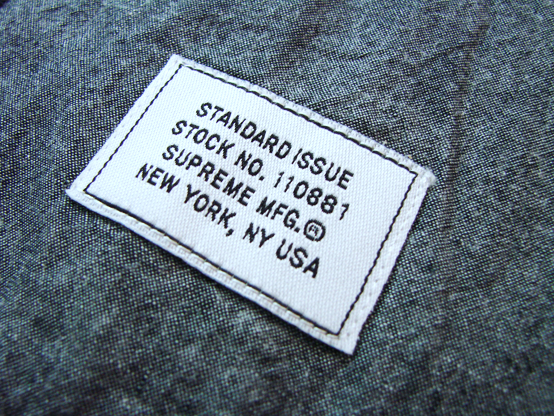 STANDARD ISSUE
STOCK NO. 110881
SUPREME MFG.®
NEW YORK, NY USA